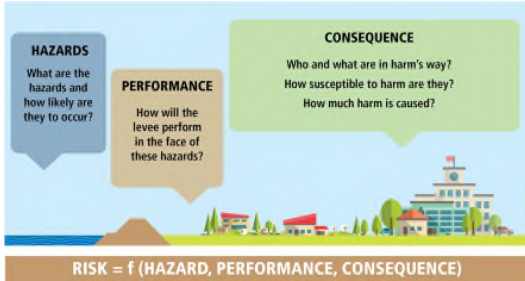 HAZARDS
What are the
hazards and
how likely are
they to occur?
PERFORMANCE
How will the
levee perform
in the face of
these hazards?
CONSEQUENCE
Who and what are in harm's way?
How susceptible to harm are they?
How much harm is caused?
RISK = f (HAZARD, PERFORMANCE, CONSEQUENCE)